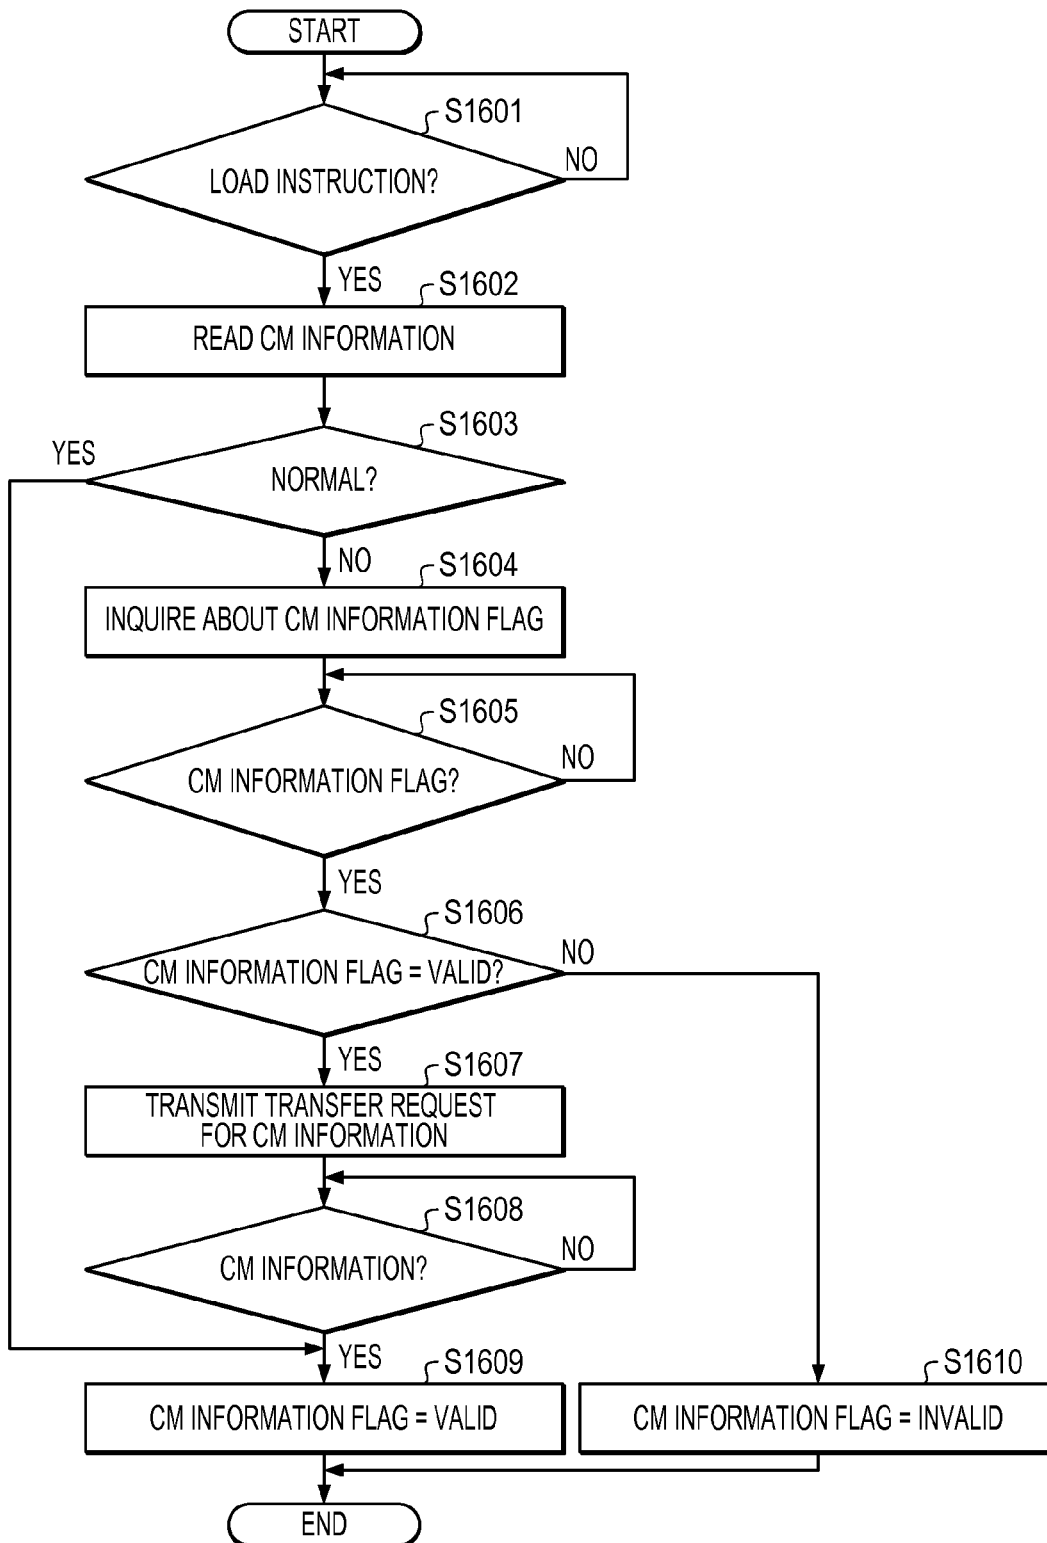 START
S1601
LOAD INSTRUCTION?
NO
YES
S1602
READ CM INFORMATION
S1603
YES
NORMAL?
NO
S1604
INQUIRE ABOUT CM INFORMATION FLAG
S1605
CM INFORMATION FLAG?
NO
YES
S1606
CM INFORMATION FLAG = VALID?
NO
YES
S1607
TRANSMIT TRANSFER REQUEST
FOR CM INFORMATION
S1608
CM INFORMATION?
NO
YES
S1609
CM INFORMATION FLAG = VALID
S1610
CM INFORMATION FLAG = INVALID
END